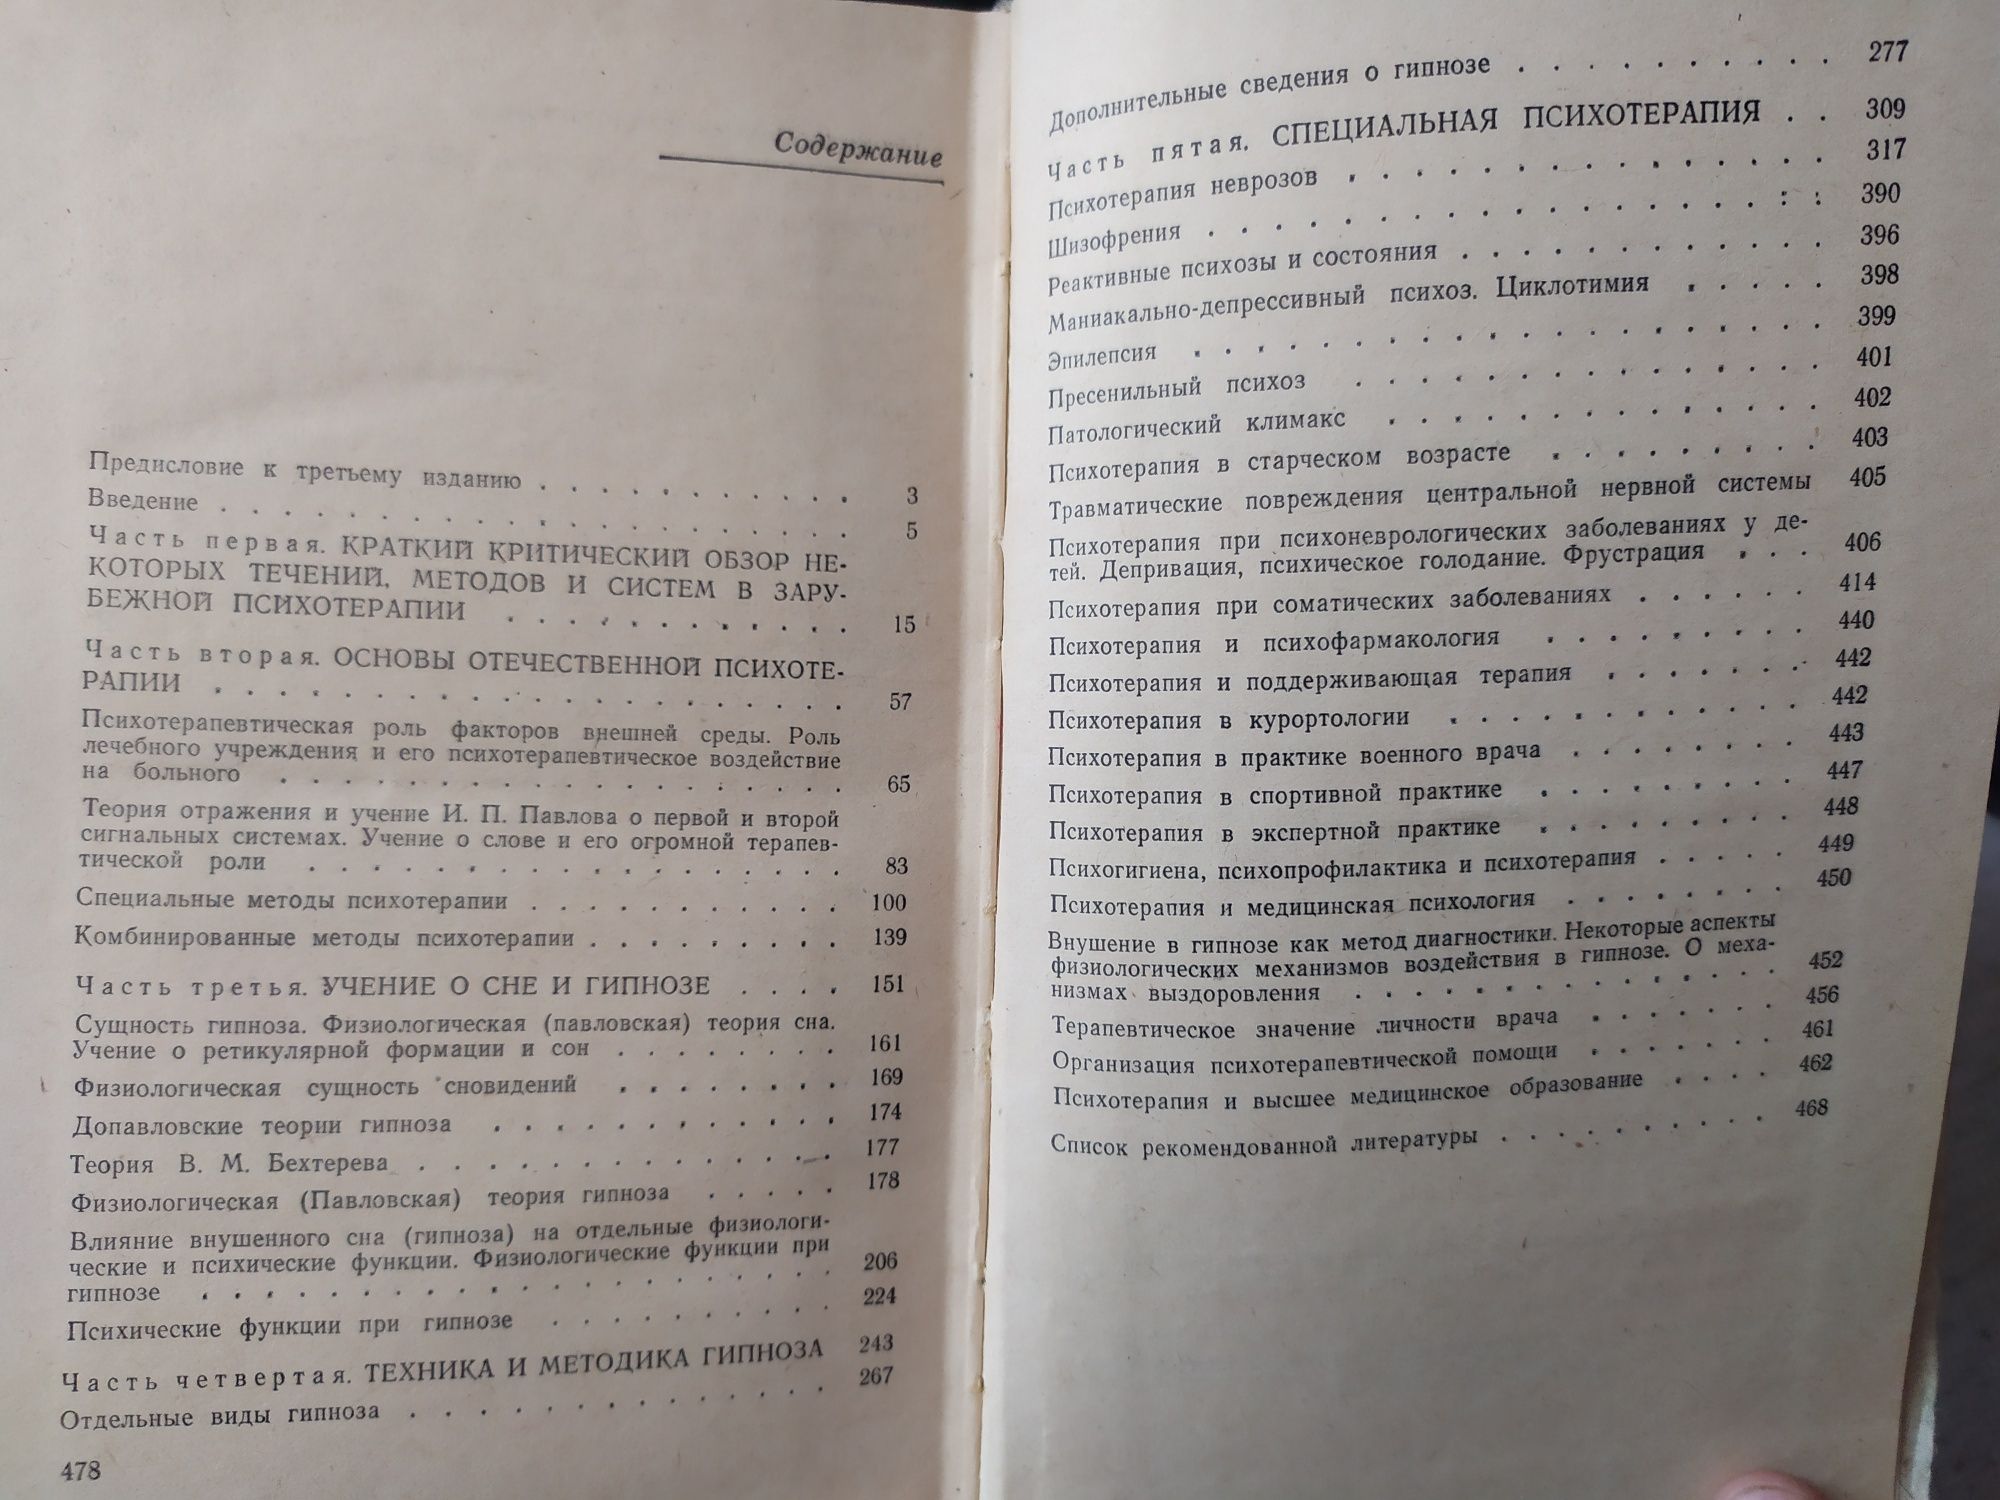 Содержание
Предисловие к третьему изданию . . . . . . . . . . 3
Введение . . . . . . . . . . . . . . . . . . . 5
Часть первая. КРАТКИЙ КРИТИЧЕСКИЙ ОБЗОР НЕ-
КОТОРЫХ ТЕЧЕНИЙ, МЕТОДОВ И СИСТЕМ В ЗАРУ-
БЕЖНОЙ ПСИХОТЕРАПИИ . . . . . . . . . . . . 15
Часть вторая. ОСНОВЫ ОТЕЧЕСТВЕННОЙ ПСИХОТЕ-
РАПИИ . . . . . . . . . . . . . . . . . . . . 57
Психотерапевтическая роль факторов внешней среды. Роль
лечебного учреждения и его психотерапевтическое воздействие
на больного . . . . . . . . . . . . . . . . . . 65
Теория отражения и учение И. П. Павлова о первой и второй
сигнальных системах. Учение о слове и его огромной терапев-
тической роли . . . . . . . . . . . . . . . . . 83
Специальные методы психотерапии . . . . . . . . . . 100
Комбинированные методы психотерапии . . . . . . . . 139
Часть третья. УЧЕНИЕ О СНЕ И ГИПНОЗЕ . . . . 151
Сущность гипноза. Физиологическая (павловская) теория сна.
Учение о ретикулярной формации и сон . . . . . . . . 161
Физиологическая сущность сновидений . . . . . . . . 169
Допавловские теории гипноза . . . . . . . . . . . . 174
Теория В. М. Бехтерева . . . . . . . . . . . . . . 177
Физиологическая (Павловская) теория гипноза . . . . . 178
Влияние внушенного сна (гипноза) на отдельные физиологи-
ческие и психические функции. Физиологические функции при
гипнозе . . . . . . . . . . . . . . . . . . . . 206
Психические функции при гипнозе . . . . . . . . . . 224
Часть четвертая. ТЕХНИКА И МЕТОДИКА ГИПНОЗА 243
Отдельные виды гипноза . . . . . . . . . . . . . . 267
478
Дополнительные сведения о гипнозе . . . . . . . . . . 277
Часть пятая. СПЕЦИАЛЬНАЯ ПСИХОТЕРАПИЯ . . 309
Психотерапия неврозов . . . . . . . . . . . . . . 317
Шизофрения . . . . . . . . . . . . . . . . . . . 390
Реактивные психозы и состояния . . . . . . . . . . . 396
Маниакально-депрессивный психоз. Циклотимия . . . . . 398
Эпилепсия . . . . . . . . . . . . . . . . . . . 399
Пресенильный психоз . . . . . . . . . . . . . . . 401
Патологический климакс . . . . . . . . . . . . . . 402
Психотерапия в старческом возрасте . . . . . . . . . 403
Травматические повреждения центральной нервной системы 405
Психотерапия при психоневрологических заболеваниях у де-
тей. Депривация, психическое голодание. Фрустрация . . . 406
Психотерапия при соматических заболеваниях . . . . . . 414
Психотерапия и психофармакология . . . . . . . . . 440
Психотерапия и поддерживающая терапия . . . . . . . 442
Психотерапия в курортологии . . . . . . . . . . . . 442
Психотерапия в практике военного врача . . . . . . . . 443
Психотерапия в спортивной практике . . . . . . . . . 447
Психотерапия в экспертной практике . . . . . . . . . 448
Психогигиена, психопрофилактика и психотерапия . . . . . 449
Психотерапия и медицинская психология . . . . . . . . 450
Внушение в гипнозе как метод диагностики. Некоторые аспекты
физиологических механизмов воздействия в гипнозе. О меха-
низмах выздоровления . . . . . . . . . . . . . . 452
Терапевтическое значение личности врача . . . . . . . 456
Организация психотерапевтической помощи . . . . . . . 461
Психотерапия и высшее медицинское образование . . . . 462
Список рекомендованной литературы . . . . . . . . . . 468